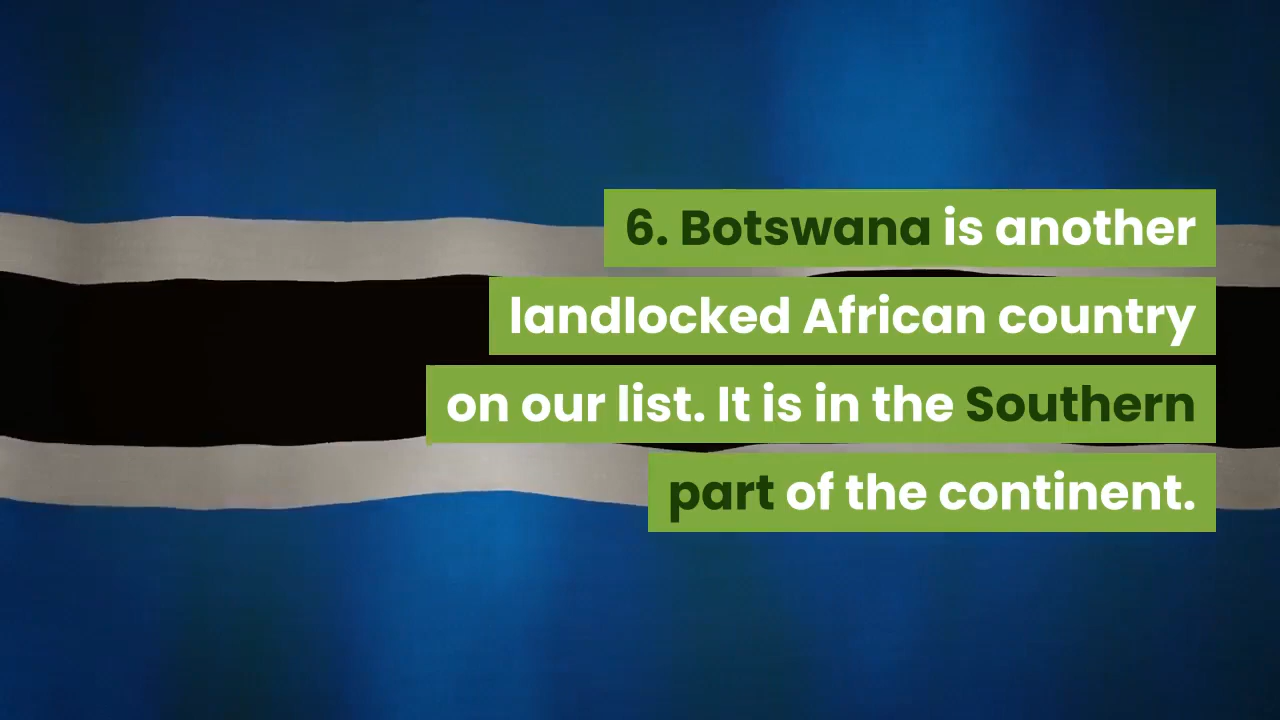 6. Botswana is another
landlocked African country
on our list. It is in the Southern
part of the continent.